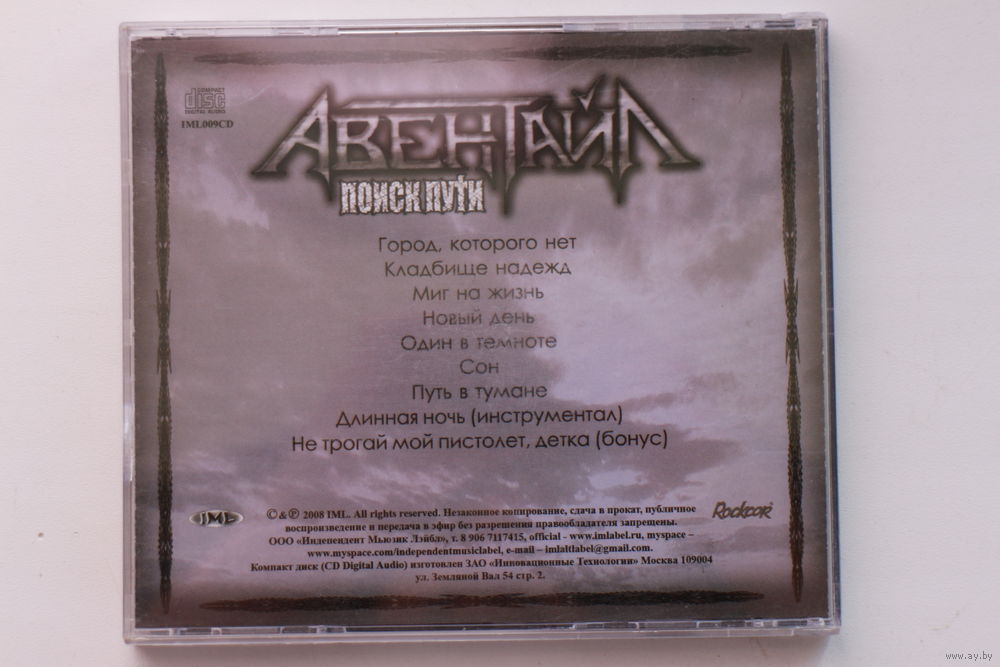 COMPACT
disc
DIGITAL AUDIO
IML009CD
АВЕНТАЙЛ
ПОИСК ПУТИ
Город, которого нет
Кладбище надежд
Миг на жизнь
Новый день
Один в темноте
Сон
Путь в тумане
Длинная ночь (инструментал)
Не трогай мой пистолет, детка (бонус)
IML
© & ℗ 2008 IML. All rights reserved. Незаконное копирование, сдача в прокат, публичное
воспроизведение и передача в эфир без разрешения правообладателя запрещены.
ООО «Индепендент Мьюзик Лэйбл», т. 8 906 7117415, official – www.imlabel.ru, myspace –
www.myspace.com/independentmusiclabel, e-mail – imlaltlabel@gmail.com.
Компакт диск (CD Digital Audio) изготовлен ЗАО «Инновационные Технологии» Москва 109004
ул. Земляной Вал 54 стр. 2.
Rockcor
www.ay.by